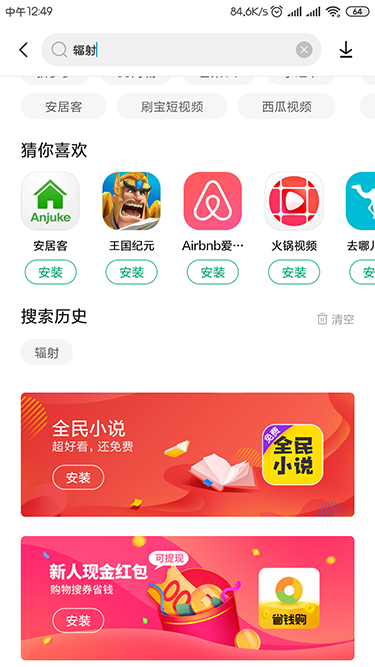 中午12:49
84.6K/s
64
辐射
安居客
刷宝短视频
西瓜视频
猜你喜欢
Anjuke
安居客
王国纪元
Airbnb爱···
火锅视频
去哪儿
安装
安装
安装
安装
安
搜索历史
清空
辐射
全民小说
超好看，还免费
安装
免费
全民
小说
新人现金红包
可提现
购物搜券省钱
安装
省钱购